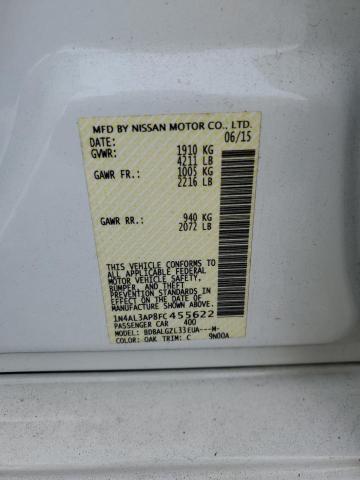 MFD BY NISSAN MOTOR CO., LTD.
DATE: 06/15
GVWR: 1910 KG
4211 LB
GAWR FR: 1005 KG
2216 LB
GAWR RR: 940 KG
2072 LB
THIS VEHICLE CONFORMS TO
ALL APPLICABLE FEDERAL
MOTOR VEHICLE SAFETY,
BUMPER, AND THEFT
PREVENTION STANDARDS IN
EFFECT ON THE DATE OF
MANUFACTURE SHOWN ABOVE.
1N4AL3AP8FC455622
PASSENGER CAR 400
MODEL: BDBALGZL33EUA---M-
COLOR: QAK TRIM: C 9N00A